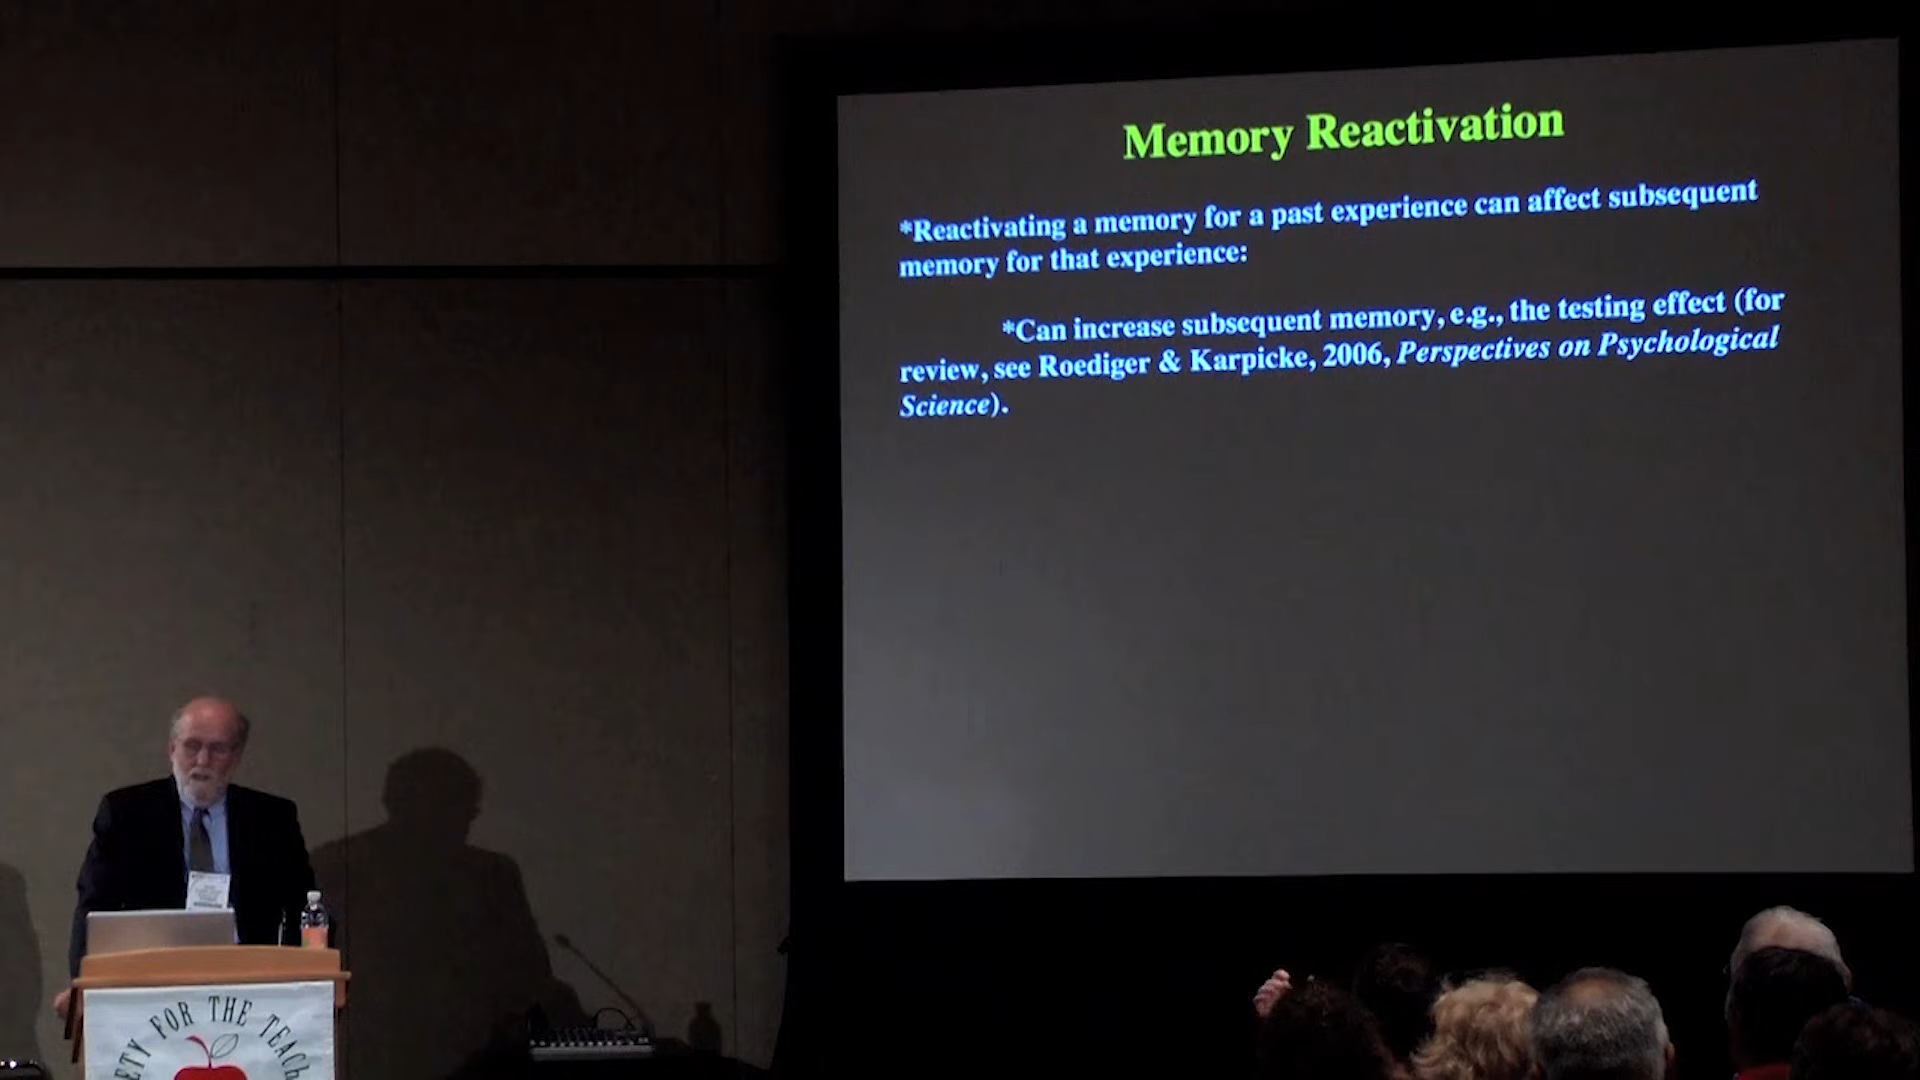 Memory Reactivation
*Reactivating a memory for a past experience can affect subsequent
memory for that experience:
*Can increase subsequent memory, e.g., the testing effect (for
review, see Roediger & Karpicke, 2006, Perspectives on Psychological
Science).
FOR THE